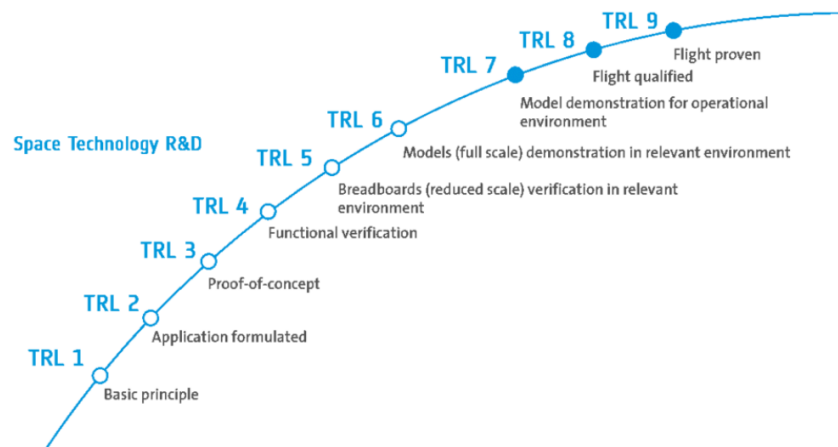 TRL 9
Flight proven
TRL 8
Flight qualified
TRL 7
Model demonstration for operational
environment
TRL 6
Models (full scale) demonstration in relevant environment
Space Technology R&D
TRL 5
Breadboards (reduced scale) verification in relevant
environment
TRL 4
Functional verification
TRL 3
Proof-of-concept
TRL 2
Application formulated
TRL 1
Basic principle